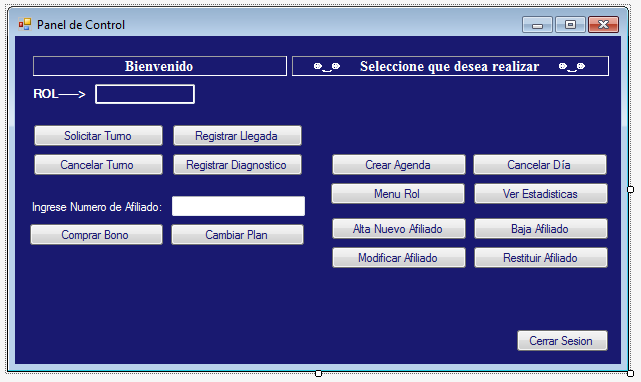 Panel de Control
Bienvenido
Seleccione que desea realizar
ROL---->
Solicitar Turno
Registrar Llegada
Cancelar Turno
Registrar Diagnostico
Crear Agenda
Cancelar Día
Menu Rol
Ver Estadisticas
Ingrese Numero de Afiliado:
Comprar Bono
Cambiar Plan
Alta Nuevo Afiliado
Baja Afiliado
Modificar Afiliado
Restituir Afiliado
Cerrar Sesion